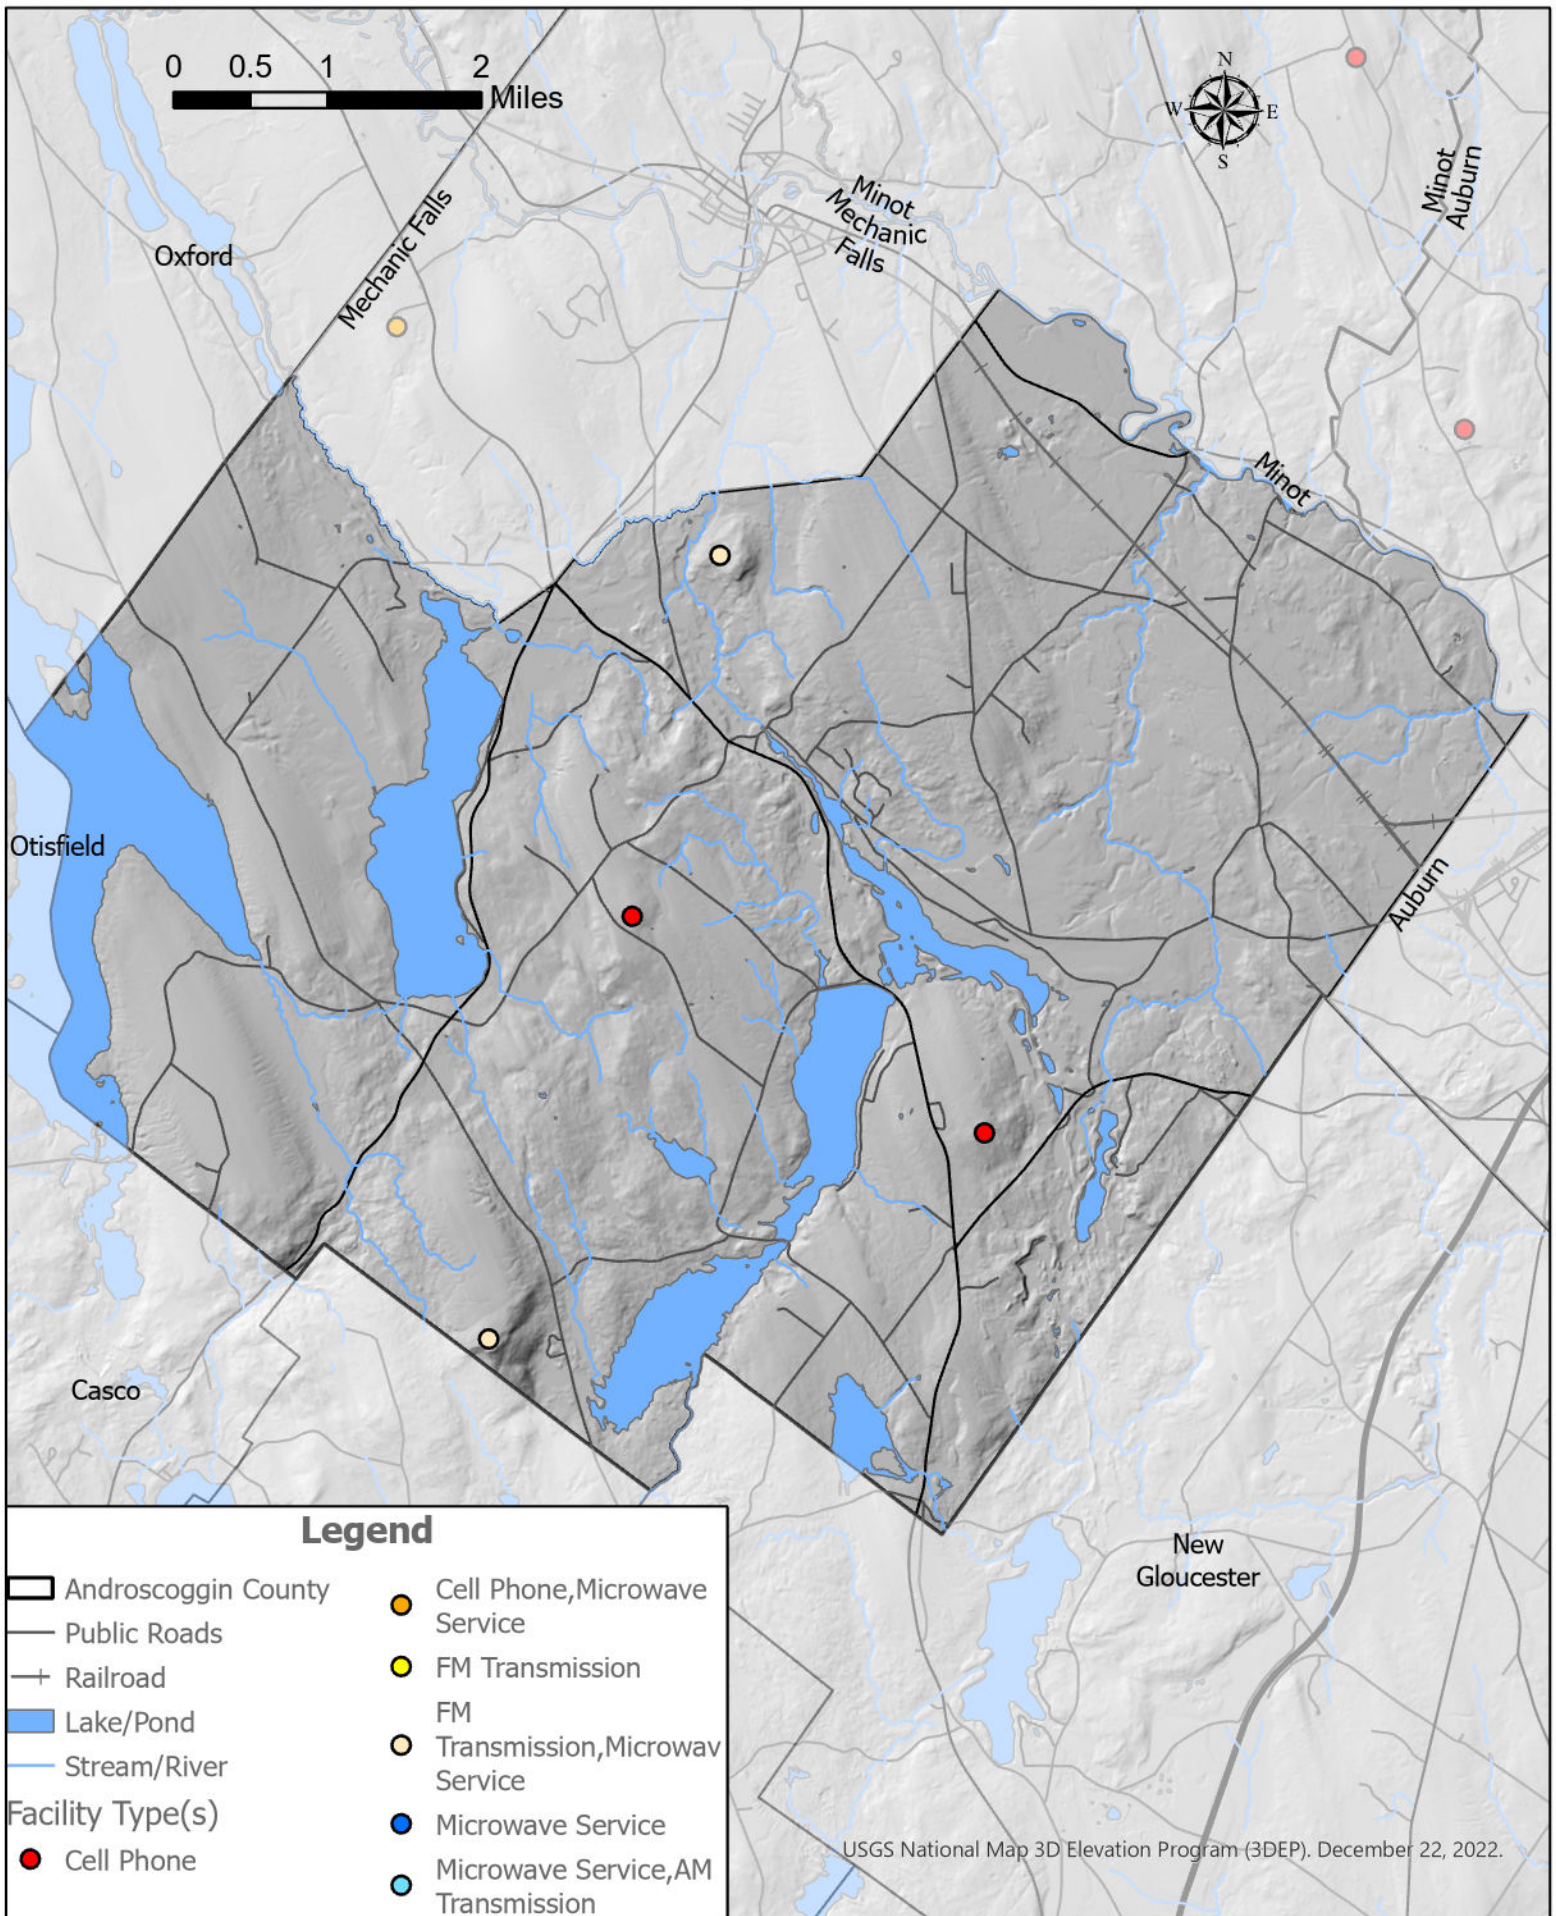 0 0.5 1 2
Miles
N
W E
S
Minot
Auburn
Minot
Mechanic
Falls
Oxford
Mechanic Falls
Minot
Otisfield
Auburn
Casco
New
Gloucester
Legend
Androscoggin County
Public Roads
Railroad
Lake/Pond
Stream/River
Facility Type(s)
Cell Phone
Cell Phone,Microwave
Service
FM Transmission
FM
Transmission,Microwav
Service
Microwave Service
Microwave Service,AM
Transmission
USGS National Map 3D Elevation Program (3DEP). December 22, 2022.